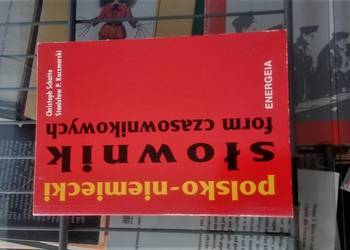 Christoph Schatte
Stanisław P. Kaczmarski
polsko-niemiecki
słownik
form czasownikowych
ENERGEIA